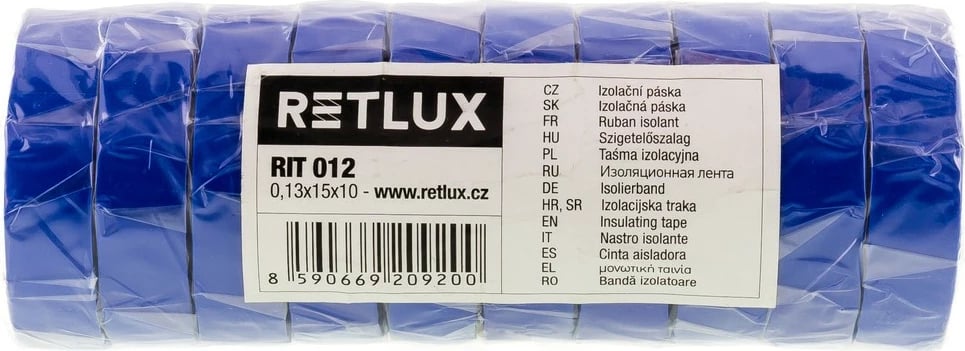 RETLUX
RIT 012
0,13x15x10 - www.retlux.cz
8 590669 209200
CZ Izolační páska
SK Izolačná páska
FR Ruban isolant
HU Szigetelőszalag
PL Taśma izolacyjna
RU Изоляционная лента
DE Isolierband
HR, SR Izolacijska traka
EN Insulating tape
IT Nastro isolante
ES Cinta aisladora
EL μονωτική ταινία
RO Bandă izolatoare